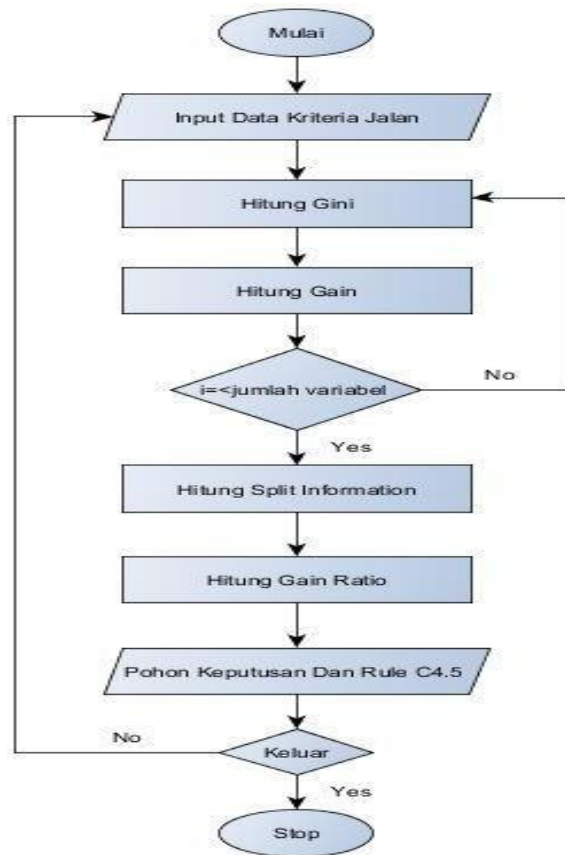 Mulai
Input Data Kriteria Jalan
Hitung Gini
Hitung Gain
i=<jumlah variabel
No
Yes
Hitung Split Information
Hitung Gain Ratio
Pohon Keputusan Dan Rule C4.5
No
Keluar
Yes
Stop